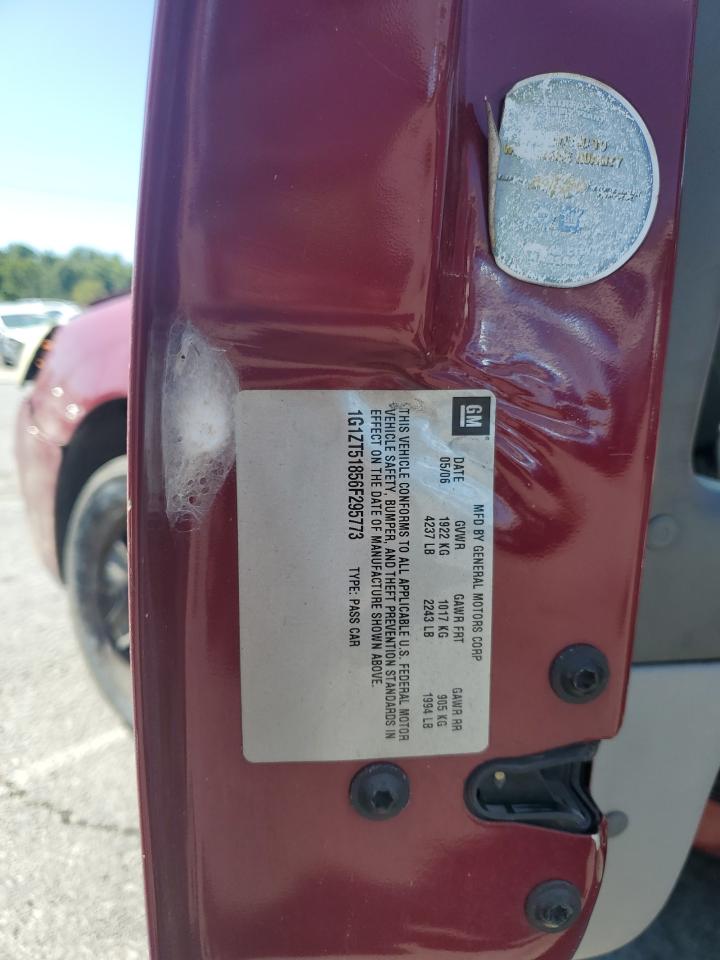 GM
MFD BY GENERAL MOTORS CORP
DATE GVWR GAWR FRT GAWR RR
05/06 1922 KG 1017 KG 905 KG
4237 LB 2243 LB 1994 LB
THIS VEHICLE CONFORMS TO ALL APPLICABLE U.S. FEDERAL MOTOR
VEHICLE SAFETY, BUMPER, AND THEFT PREVENTION STANDARDS IN
EFFECT ON THE DATE OF MANUFACTURE SHOWN ABOVE.
1G1ZT51856F295773 TYPE: PASS CAR